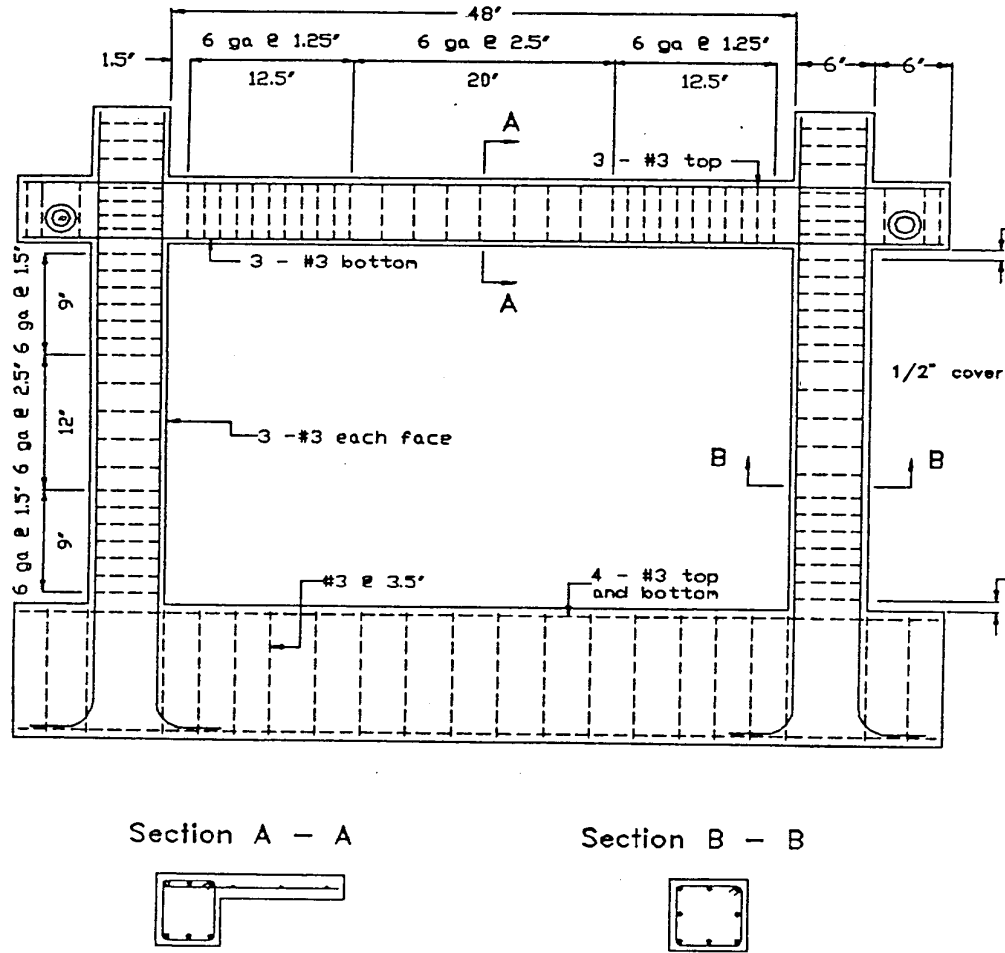 48"
6 ga @ 1.25" 6 ga @ 2.5" 6 ga @ 1.25"
1.5" 12.5" 20" 12.5" 6" 6"
A
3 - #3 top
3 - #3 bottom
A
6 ga @ 1.5"
9"
1/2" cover
6 ga @ 2.5"
12"
3 -#3 each face
B B
6 ga @ 1.5"
9"
#3 @ 3.5"
4 - #3 top
and bottom
Section A - A
Section B - B